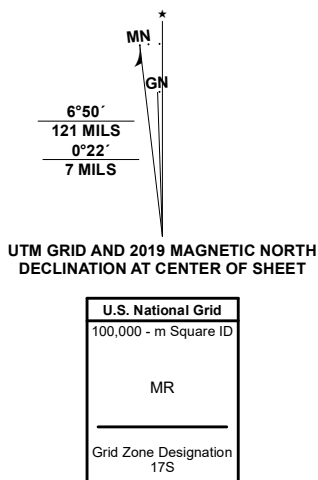 ★
MN
GN
6°50´
121 MILS
0°22´
7 MILS
UTM GRID AND 2019 MAGNETIC NORTH
DECLINATION AT CENTER OF SHEET
U.S. National Grid
100,000 - m Square ID
MR
Grid Zone Designation
17S